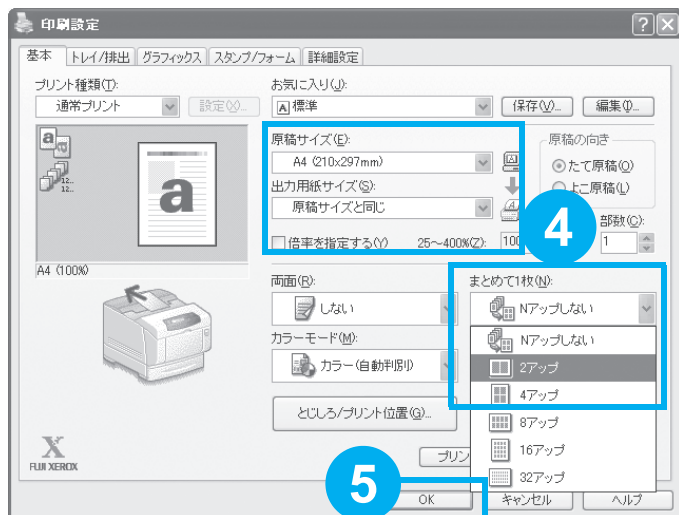 印刷設定
基本 トレイ/排出 グラフィックス スタンプ/フォーム 詳細設定
プリント種類(T):
通常プリント 設定(X)...
お気に入り(J):
A 標準 保存(V)... 編集(I)...
原稿サイズ(E):
A4 (210x297mm)
出力用紙サイズ(S):
原稿サイズと同じ
倍率を指定する(Y) 25～400%(Z): 100
原稿の向き
たて原稿(O)
よこ原稿(L)
部数(C):
1
4
a
12...
12...
a
A4 (100%)
両面(R):
しない
まとめて1枚(N):
Nアップしない
カラーモード(M):
カラー(自動判別)
Nアップしない
2アップ
4アップ
8アップ
16アップ
32アップ
とじしろ/プリント位置(G)...
プリン
X
FUJI XEROX
5
OK キャンセル ヘルプ